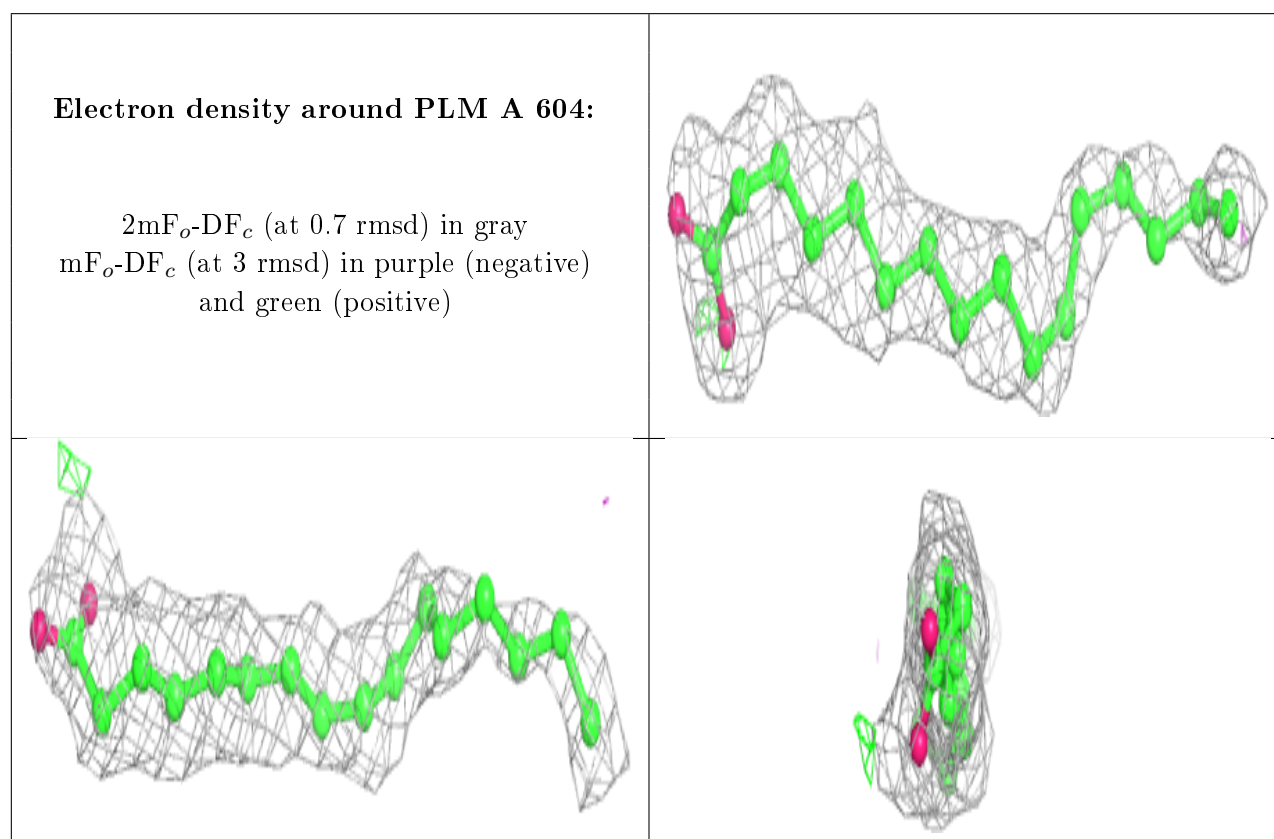 Electron density around PLM A 604:
2mFo-DFc (at 0.7 rmsd) in gray
mFo-DFc (at 3 rmsd) in purple (negative)
and green (positive)